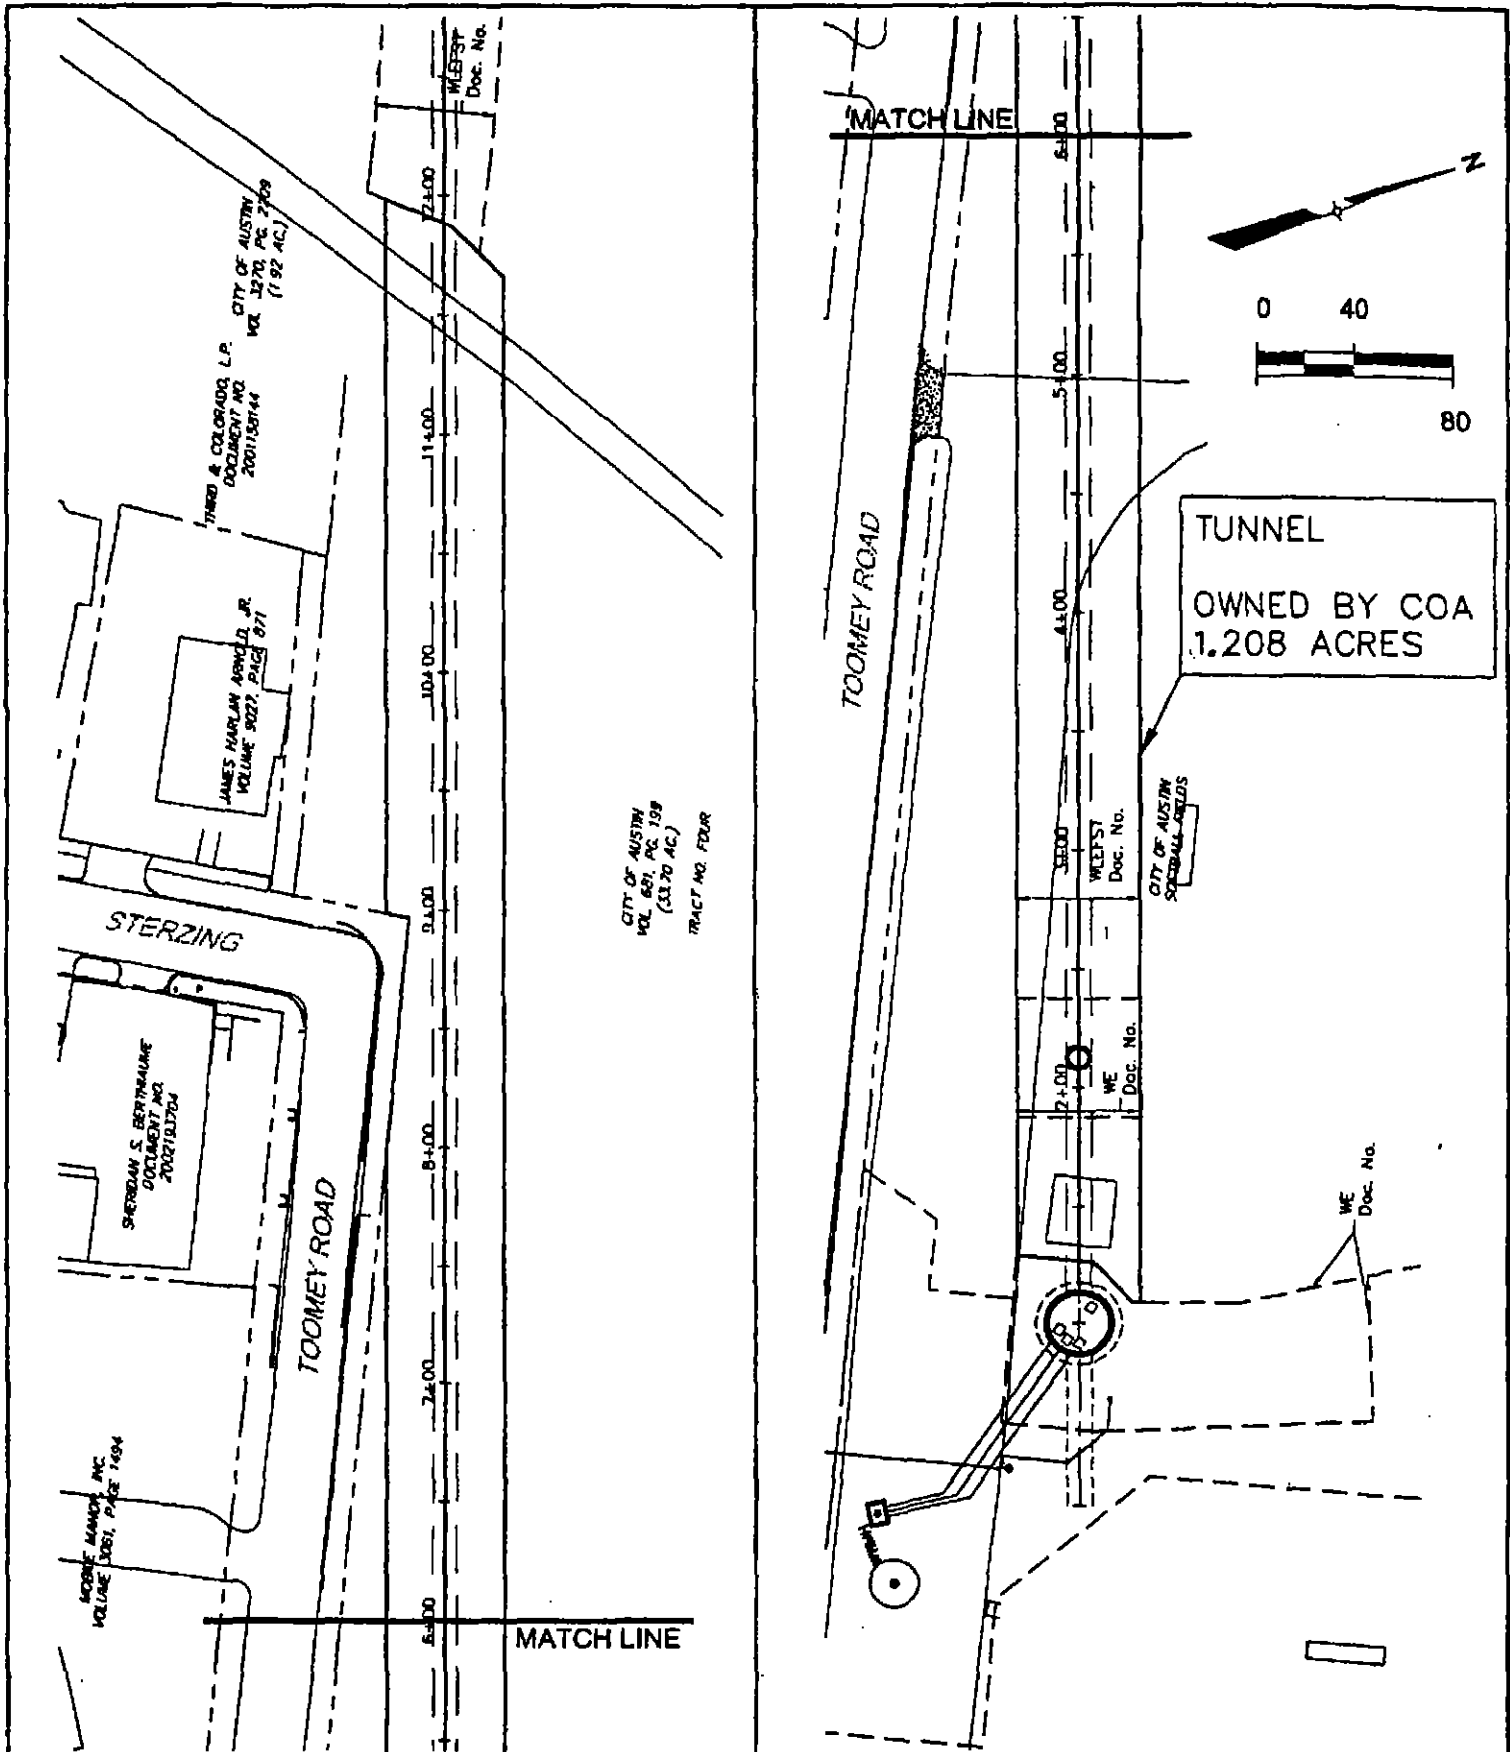 WLEFST
Doc. No.
12+00
CITY OF AUSTIN
VOL. 3270, PG. 2709
(1.92 AC.)
THIRD & COLORADO, L.P.
DOCUMENT NO.
2001138144
11+00
JAMES HARLAN ARNOLD, JR.
VOLUME 9027, PAGE 871
10+00
CITY OF AUSTIN
VOL. 681, PG. 199
(33.70 AC.)
TRACT NO. FOUR
9+00
STERZING
SHERIDAN S. BERTHIAUME
DOCUMENT NO.
2002193704
8+00
TOOMEY ROAD
7+00
MOBILE MANOR, INC
VOLUME 3061, PAGE 1494
6+00
MATCH LINE
MATCH LINE
6+00
N
0 40
80
5+00
TOOMEY ROAD
TUNNEL
OWNED BY COA
1.208 ACRES
4+00
3+00
WLEFST
Doc. No.
CITY OF AUSTIN
SOFTBALL FIELDS
2+00
WE
Doc. No.
WE
Doc. No.